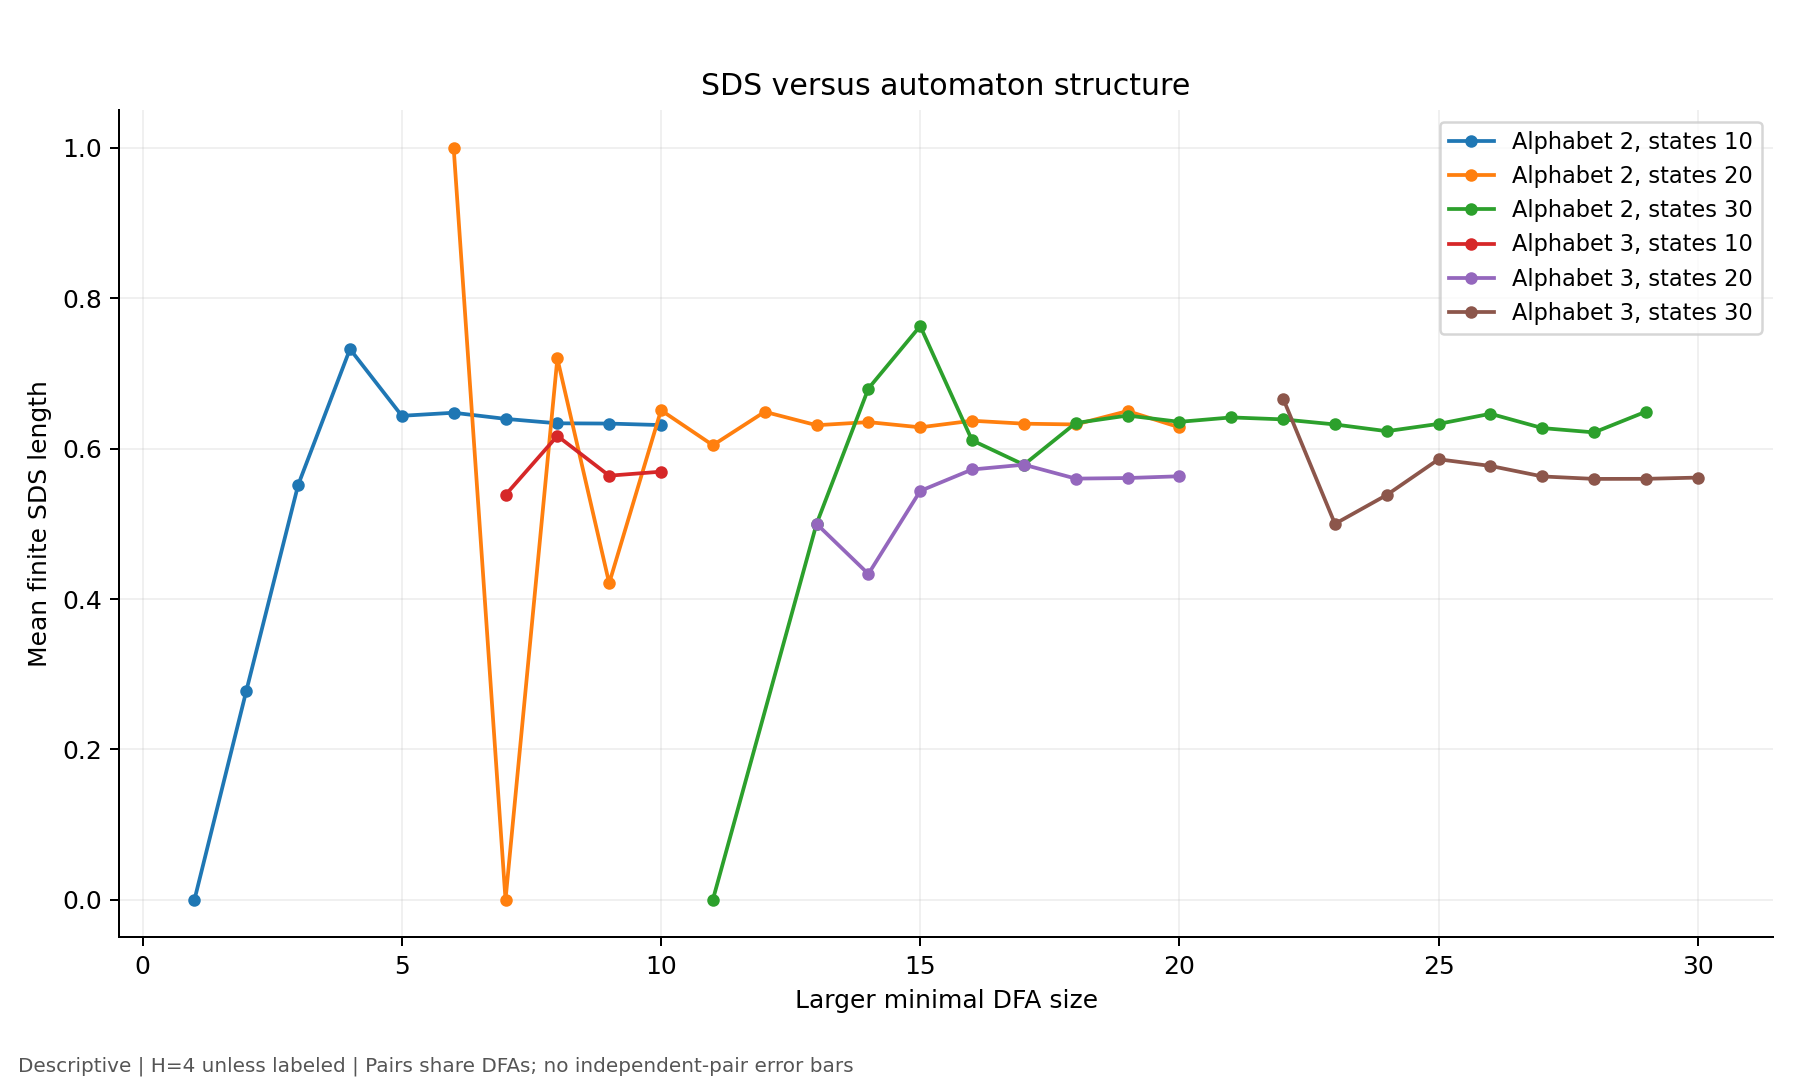 SDS versus automaton structure
Alphabet 2, states 10
Alphabet 2, states 20
Alphabet 2, states 30
Alphabet 3, states 10
Alphabet 3, states 20
Alphabet 3, states 30
Mean finite SDS length
1.0
0.8
0.6
0.4
0.2
0.0
0 5 10 15 20 25 30
Larger minimal DFA size
Descriptive | H=4 unless labeled | Pairs share DFAs; no independent-pair error bars